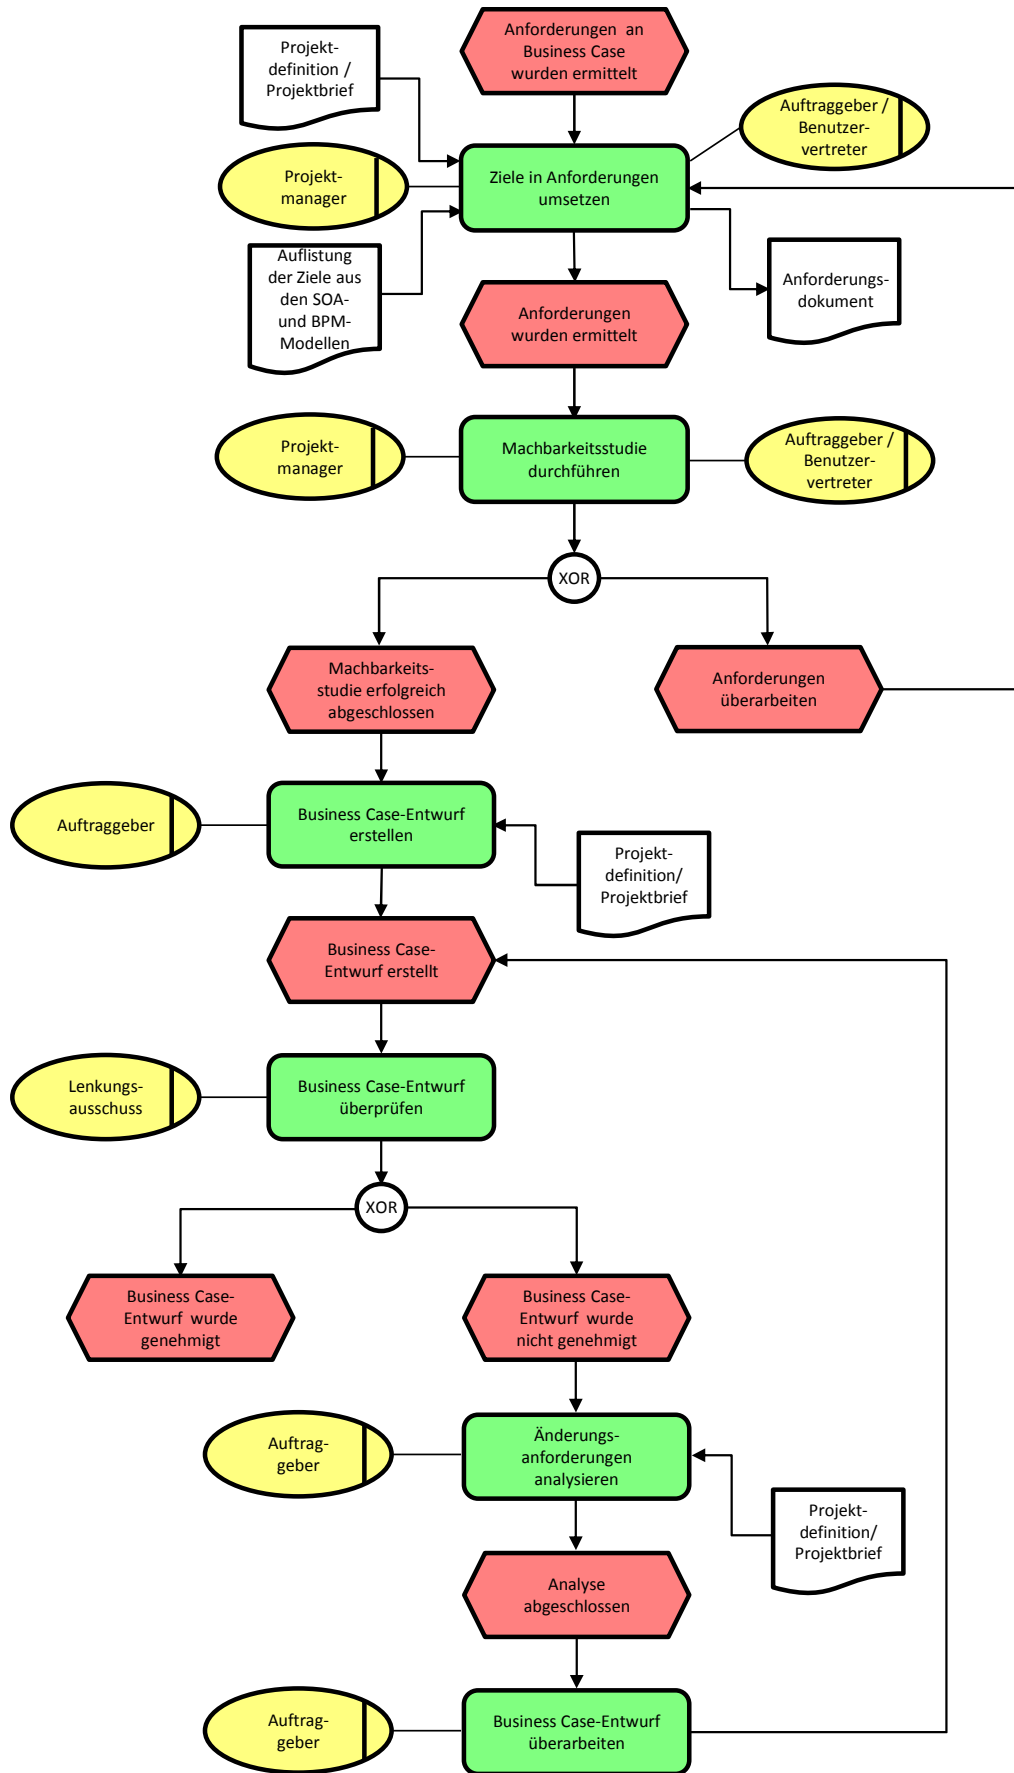 Anforderungen an
Business Case
wurden ermittelt
Projekt-
definition /
Projektbrief
Auftraggeber /
Benutzer-
vertreter
Projekt-
manager
Ziele in Anforderungen
umsetzen
Auflistung
der Ziele aus
den SOA-
und BPM-
Modellen
Anforderungs-
dokument
Anforderungen
wurden ermittelt
Projekt-
manager
Machbarkeitsstudie
durchführen
Auftraggeber /
Benutzer-
vertreter
XOR
Machbarkeits-
studie erfolgreich
abgeschlossen
Anforderungen
überarbeiten
Auftraggeber
Business Case-Entwurf
erstellen
Projekt-
definition/
Projektbrief
Business Case-
Entwurf erstellt
Lenkungs-
ausschuss
Business Case-Entwurf
überprüfen
XOR
Business Case-
Entwurf wurde
genehmigt
Business Case-
Entwurf wurde
nicht genehmigt
Auftrag-
geber
Änderungs-
anforderungen
analysieren
Projekt-
definition/
Projektbrief
Analyse
abgeschlossen
Auftrag-
geber
Business Case-Entwurf
überarbeiten